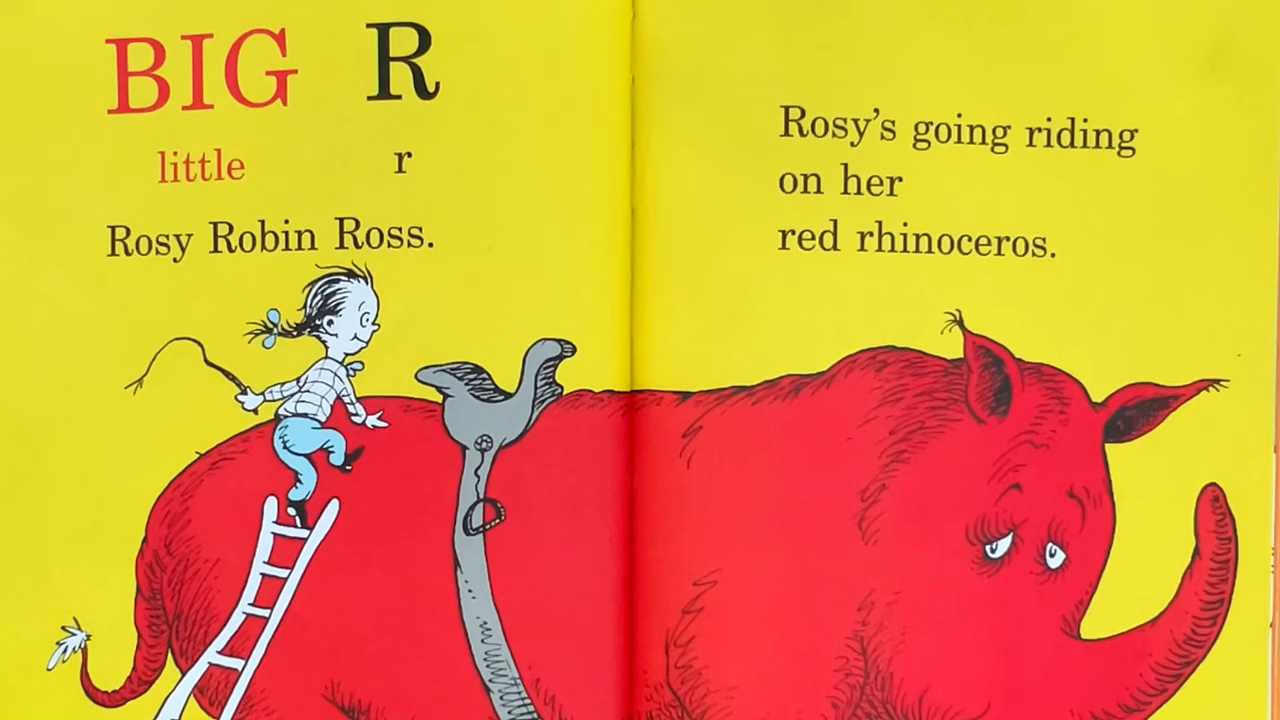 BIG R
little r
Rosy Robin Ross.
Rosy's going riding
on her
red rhinoceros.